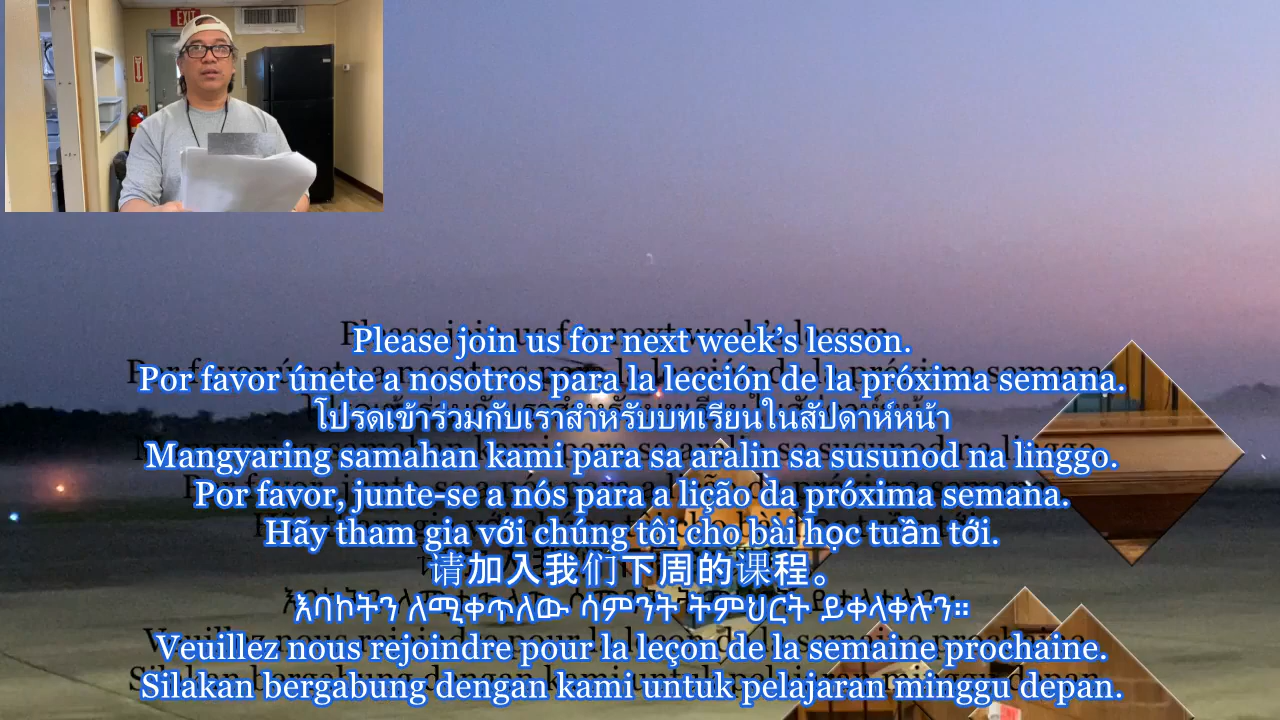 EXIT
Please join us for next week’s lesson.
Por favor únete a nosotros para la lección de la próxima semana.
โปรดเข้าร่วมกับเราสำหรับบทเรียนในสัปดาห์หน้า
Mangyaring samahan kami para sa aralin sa susunod na linggo.
Por favor, junte-se a nós para a lição da próxima semana.
Hãy tham gia với chúng tôi cho bài học tuần tới.
请加入我们下周的课程。
እባኮትን ለሚቀጥለው ሳምንት ትምህርት ይቀላቀሉን።
Veuillez nous rejoindre pour la leçon de la semaine prochaine.
Silakan bergabung dengan kami untuk pelajaran minggu depan.